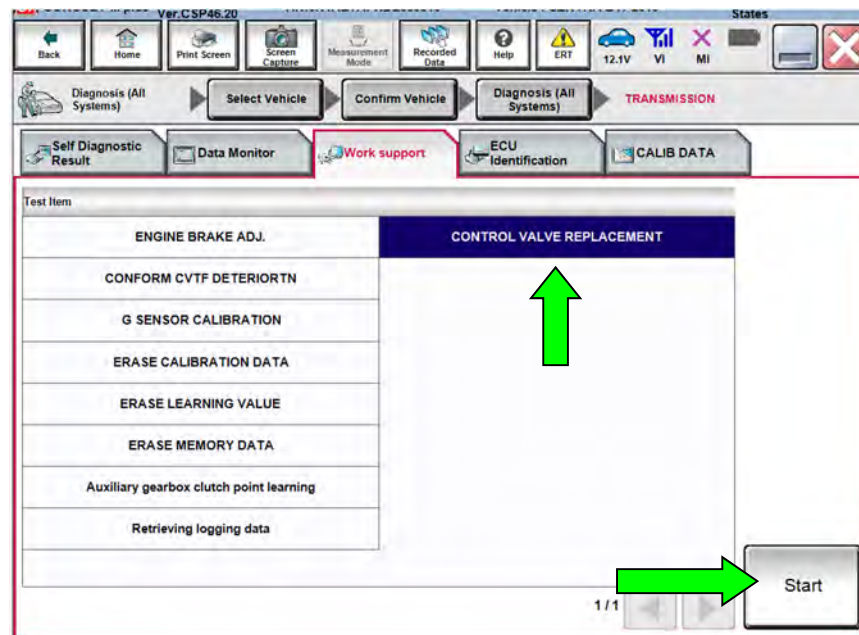 Ver.CSP46.20
States
Back
Home
Print Screen
Screen
Capture
Measurement
Mode
Recorded
Data
Help
ERT
12.1V
VI
MI
Diagnosis (All
Systems)
Select Vehicle
Confirm Vehicle
Diagnosis (All
Systems)
TRANSMISSION
Self Diagnostic
Result
Data Monitor
Work support
ECU
Identification
CALIB DATA
Test Item
ENGINE BRAKE ADJ.
CONTROL VALVE REPLACEMENT
CONFORM CVTF DETERIORTN
G SENSOR CALIBRATION
ERASE CALIBRATION DATA
ERASE LEARNING VALUE
ERASE MEMORY DATA
Auxiliary gearbox clutch point learning
Retrieving logging data
1/1
Start